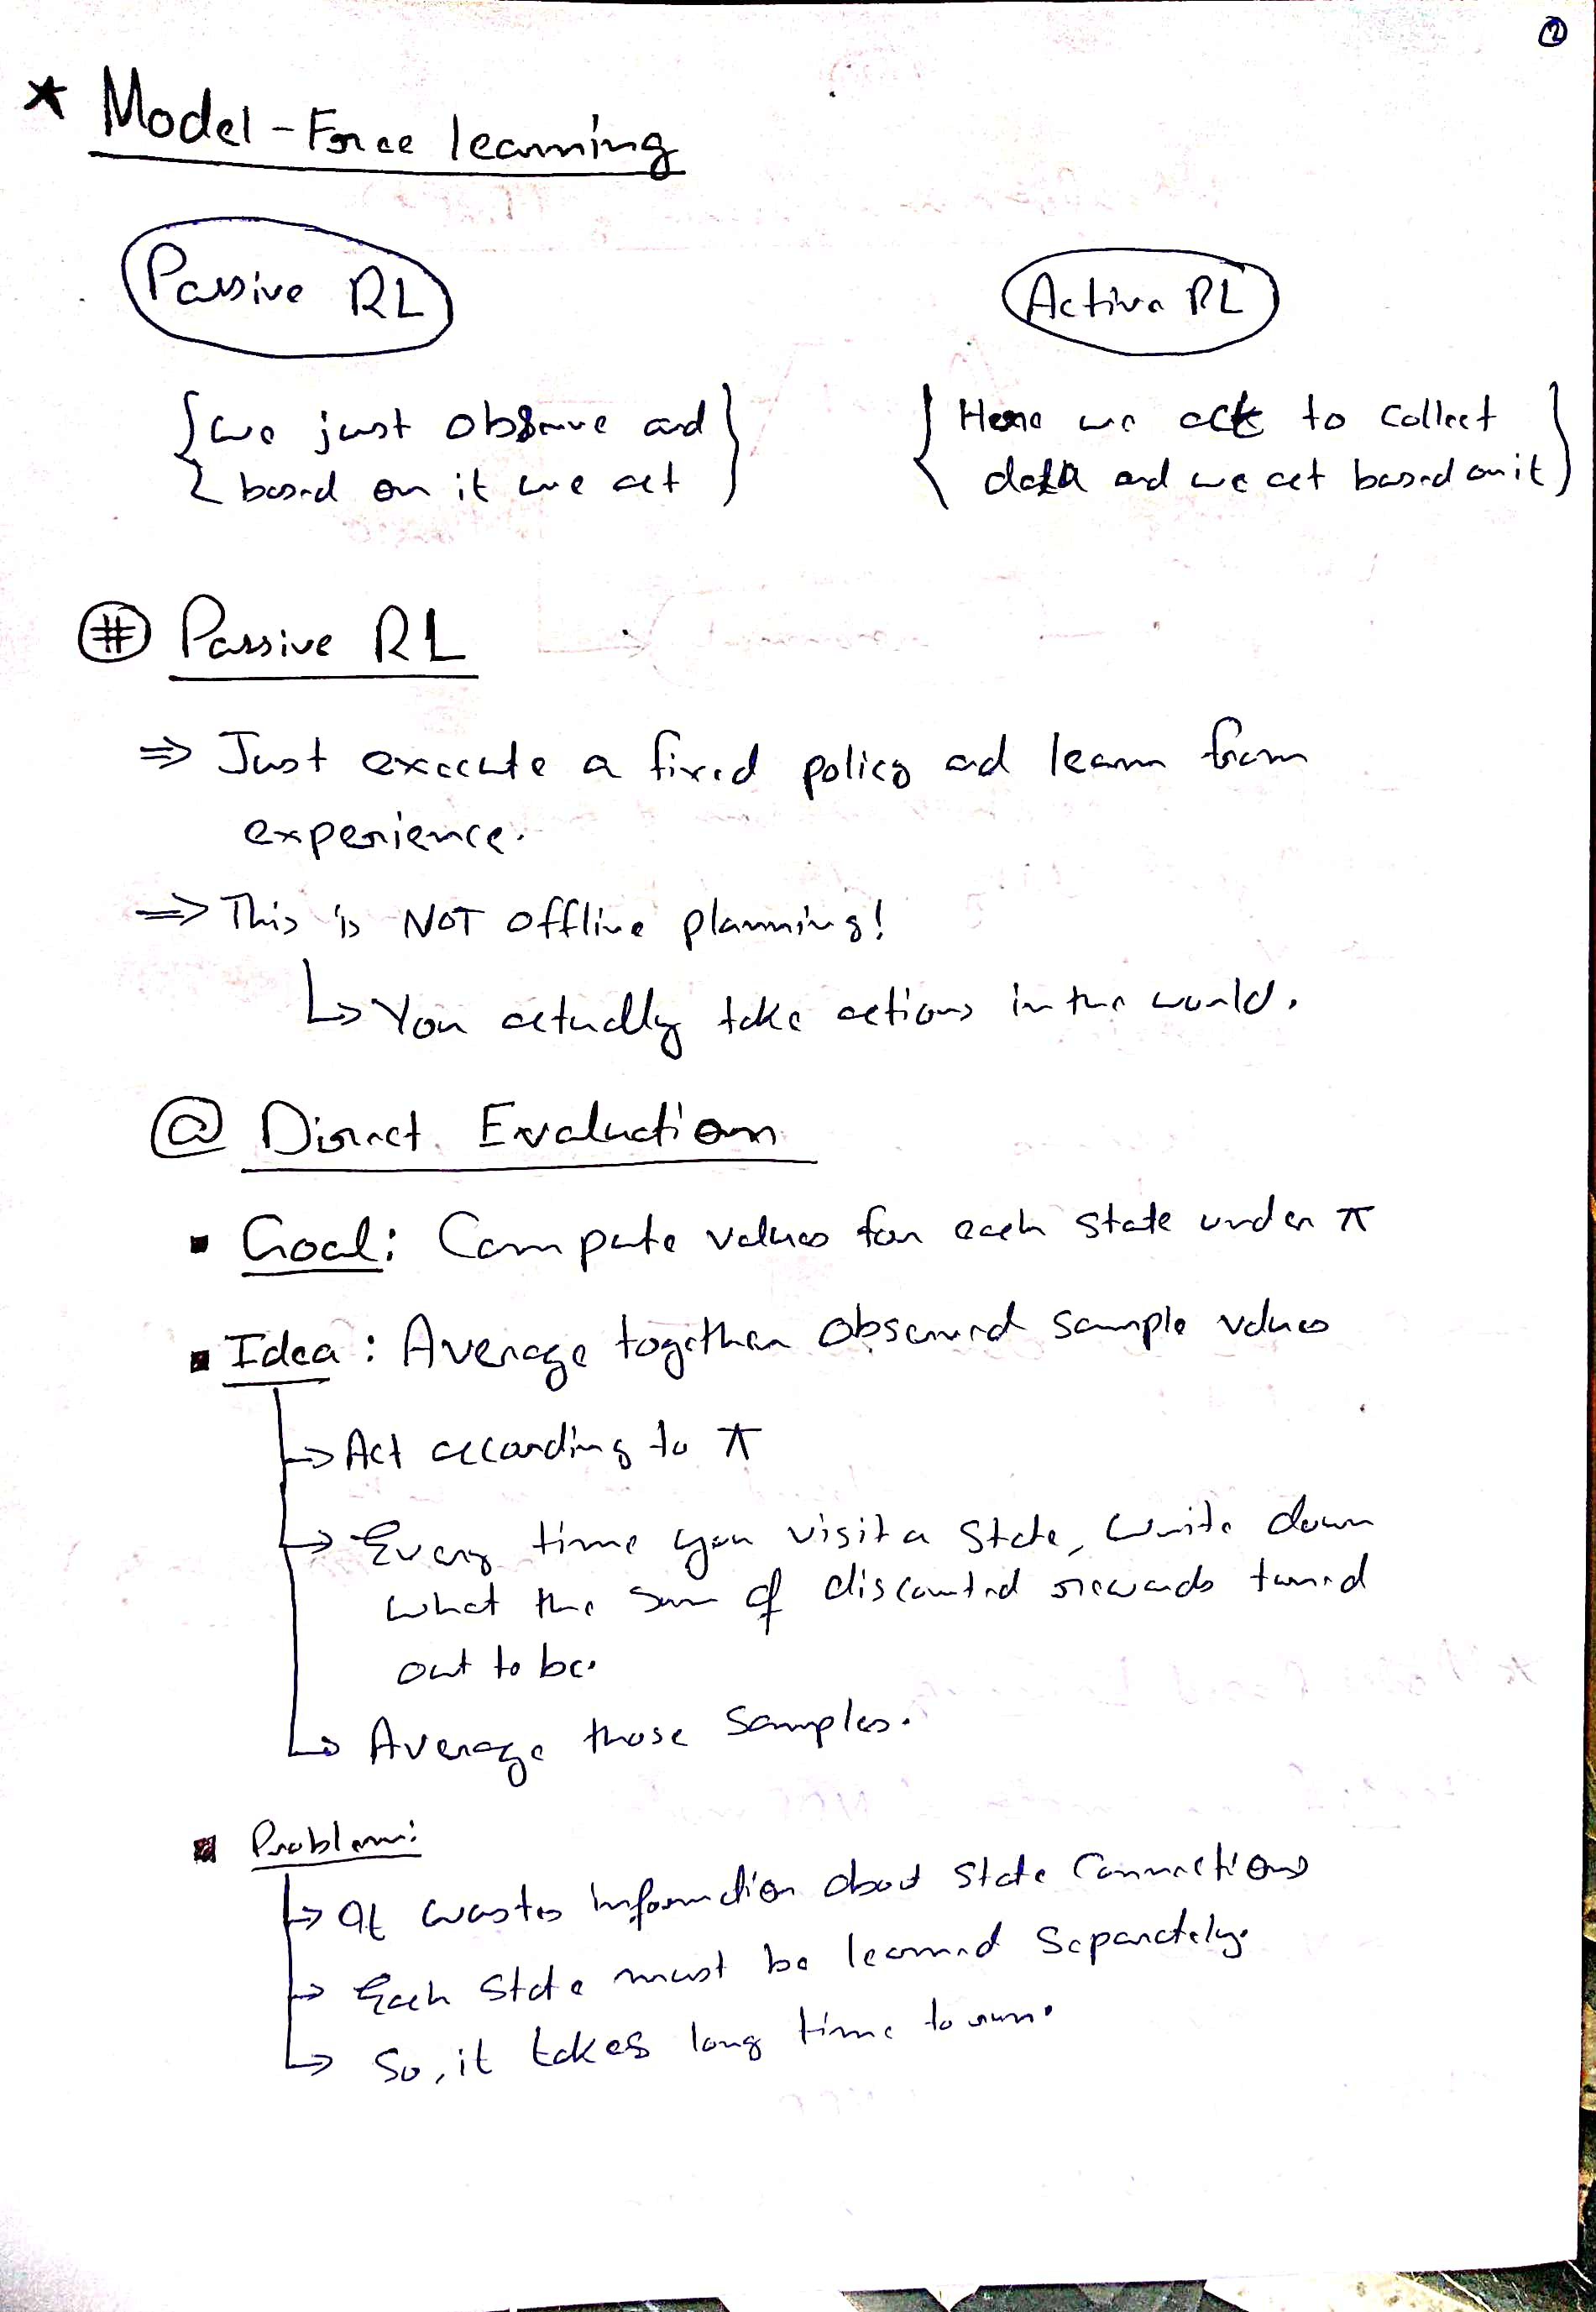 ②
* Model-Free learning
Passive RL
Active RL
{we just observe and
based on it we act}
{Here we act to collect
data and we act based on it}
# Passive RL
⇒ Just execute a fixed policy ad learn from
experience.
⇒ This is NOT offline planning!
↳ You actually take actions in the world.
@ Direct Evaluation
▪ Goal: Compute values for each state under π
▪ Idea: Average together observed sample values
→ Act according to π
→ Every time you visit a state, write down
what the sum of discounted rewards turned
out to be.
↳ Average those samples.
▪ Problem:
→ It wastes information about state connections
→ Each state must be learned separately.
↳ So, it takes long time to run.